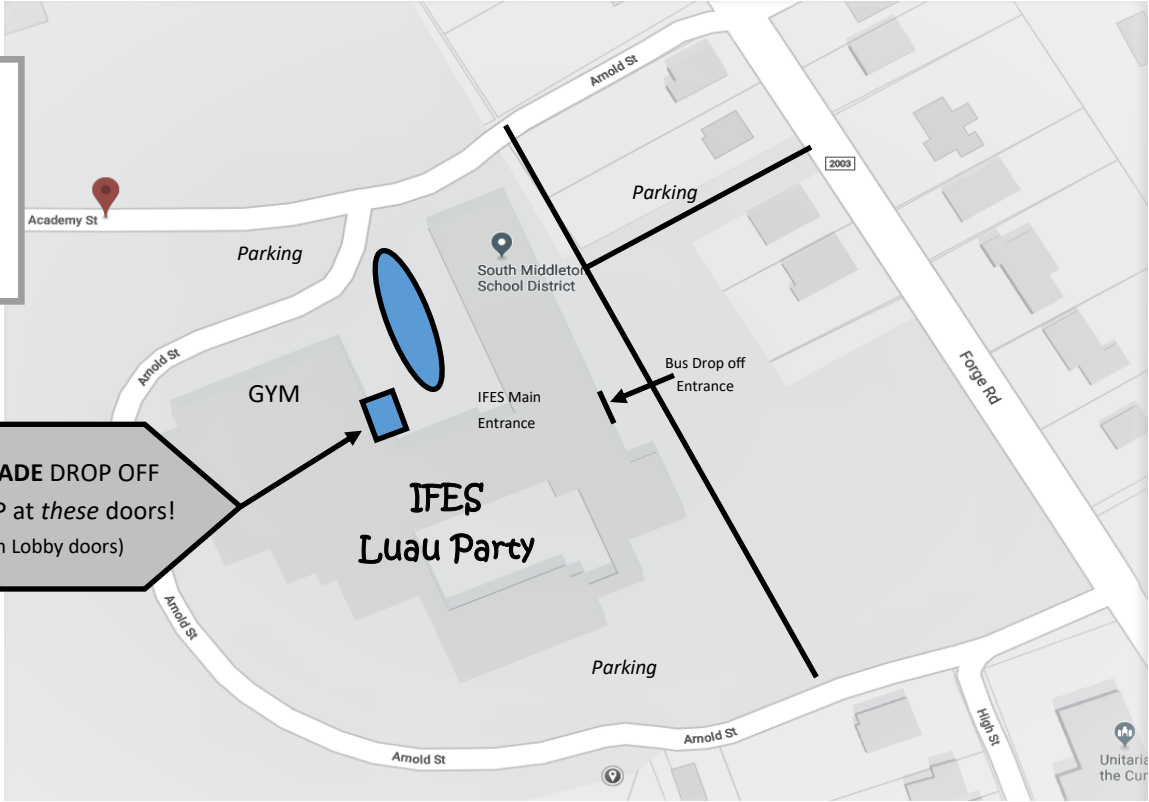 Arnold St
2003
Parking
Academy St
Parking
South Middleton
School District
Arnold St
Bus Drop off
Entrance
Forge Rd
GYM
IFES Main
Entrance
ADE DROP OFF
P at these doors!
Lobby doors)
IFES
Luau Party
Arnold St
Parking
Arnold St
High St
Arnold St
Unitaria
the Cu